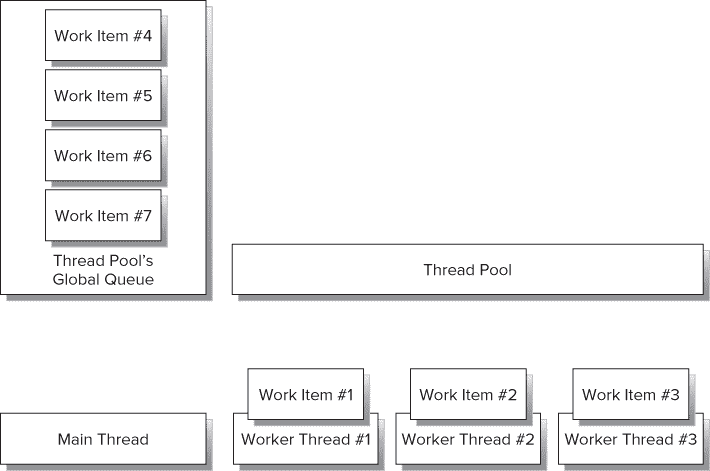 Work Item #4
Work Item #5
Work Item #6
Work Item #7
Thread Pool’s
Global Queue
Thread Pool
Work Item #1
Work Item #2
Work Item #3
Main Thread
Worker Thread #1
Worker Thread #2
Worker Thread #3